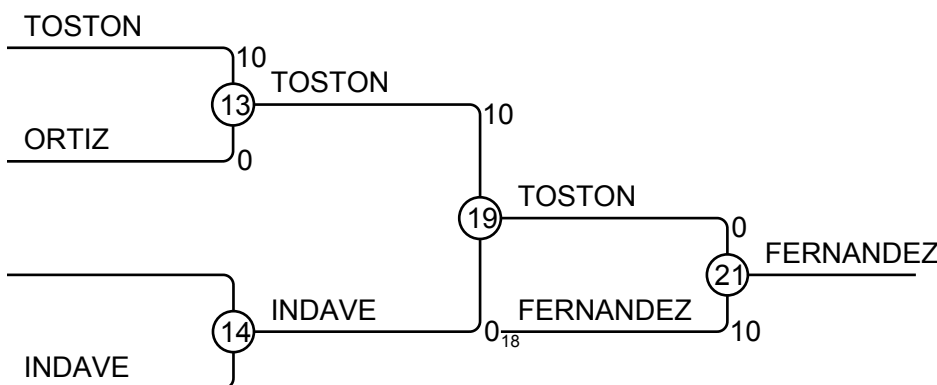 TOSTON
10
13
TOSTON
10
ORTIZ
0
19
TOSTON
0
21
FERNANDEZ
14
INDAVE
0
18
FERNANDEZ
10
INDAVE